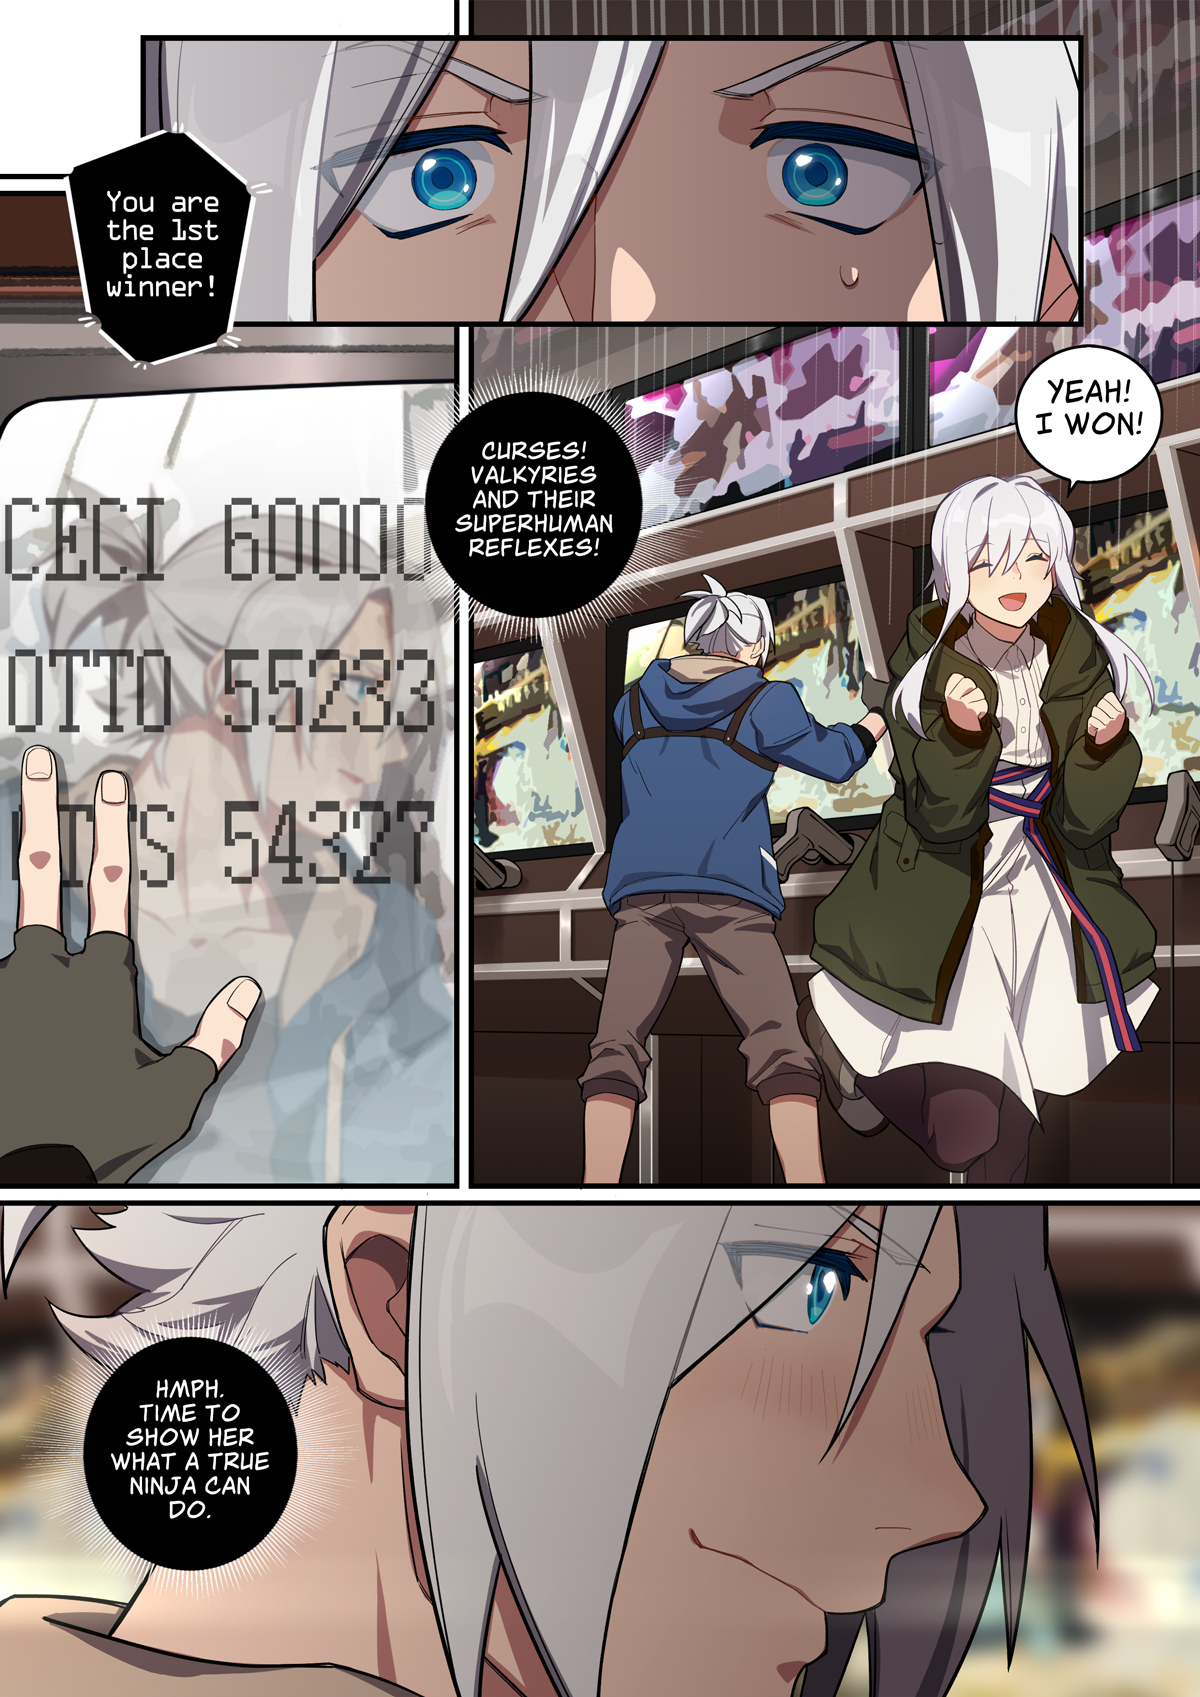 You are
the 1st
place
winner!
CECI 60000
OTTO 55233
54327
YEAH!
I WON!
CURSES!
VALKYRIES
AND THEIR
SUPERHUMAN
REFLEXES!
HMPH.
TIME TO
SHOW HER
WHAT A TRUE
NINJA CAN
DO.